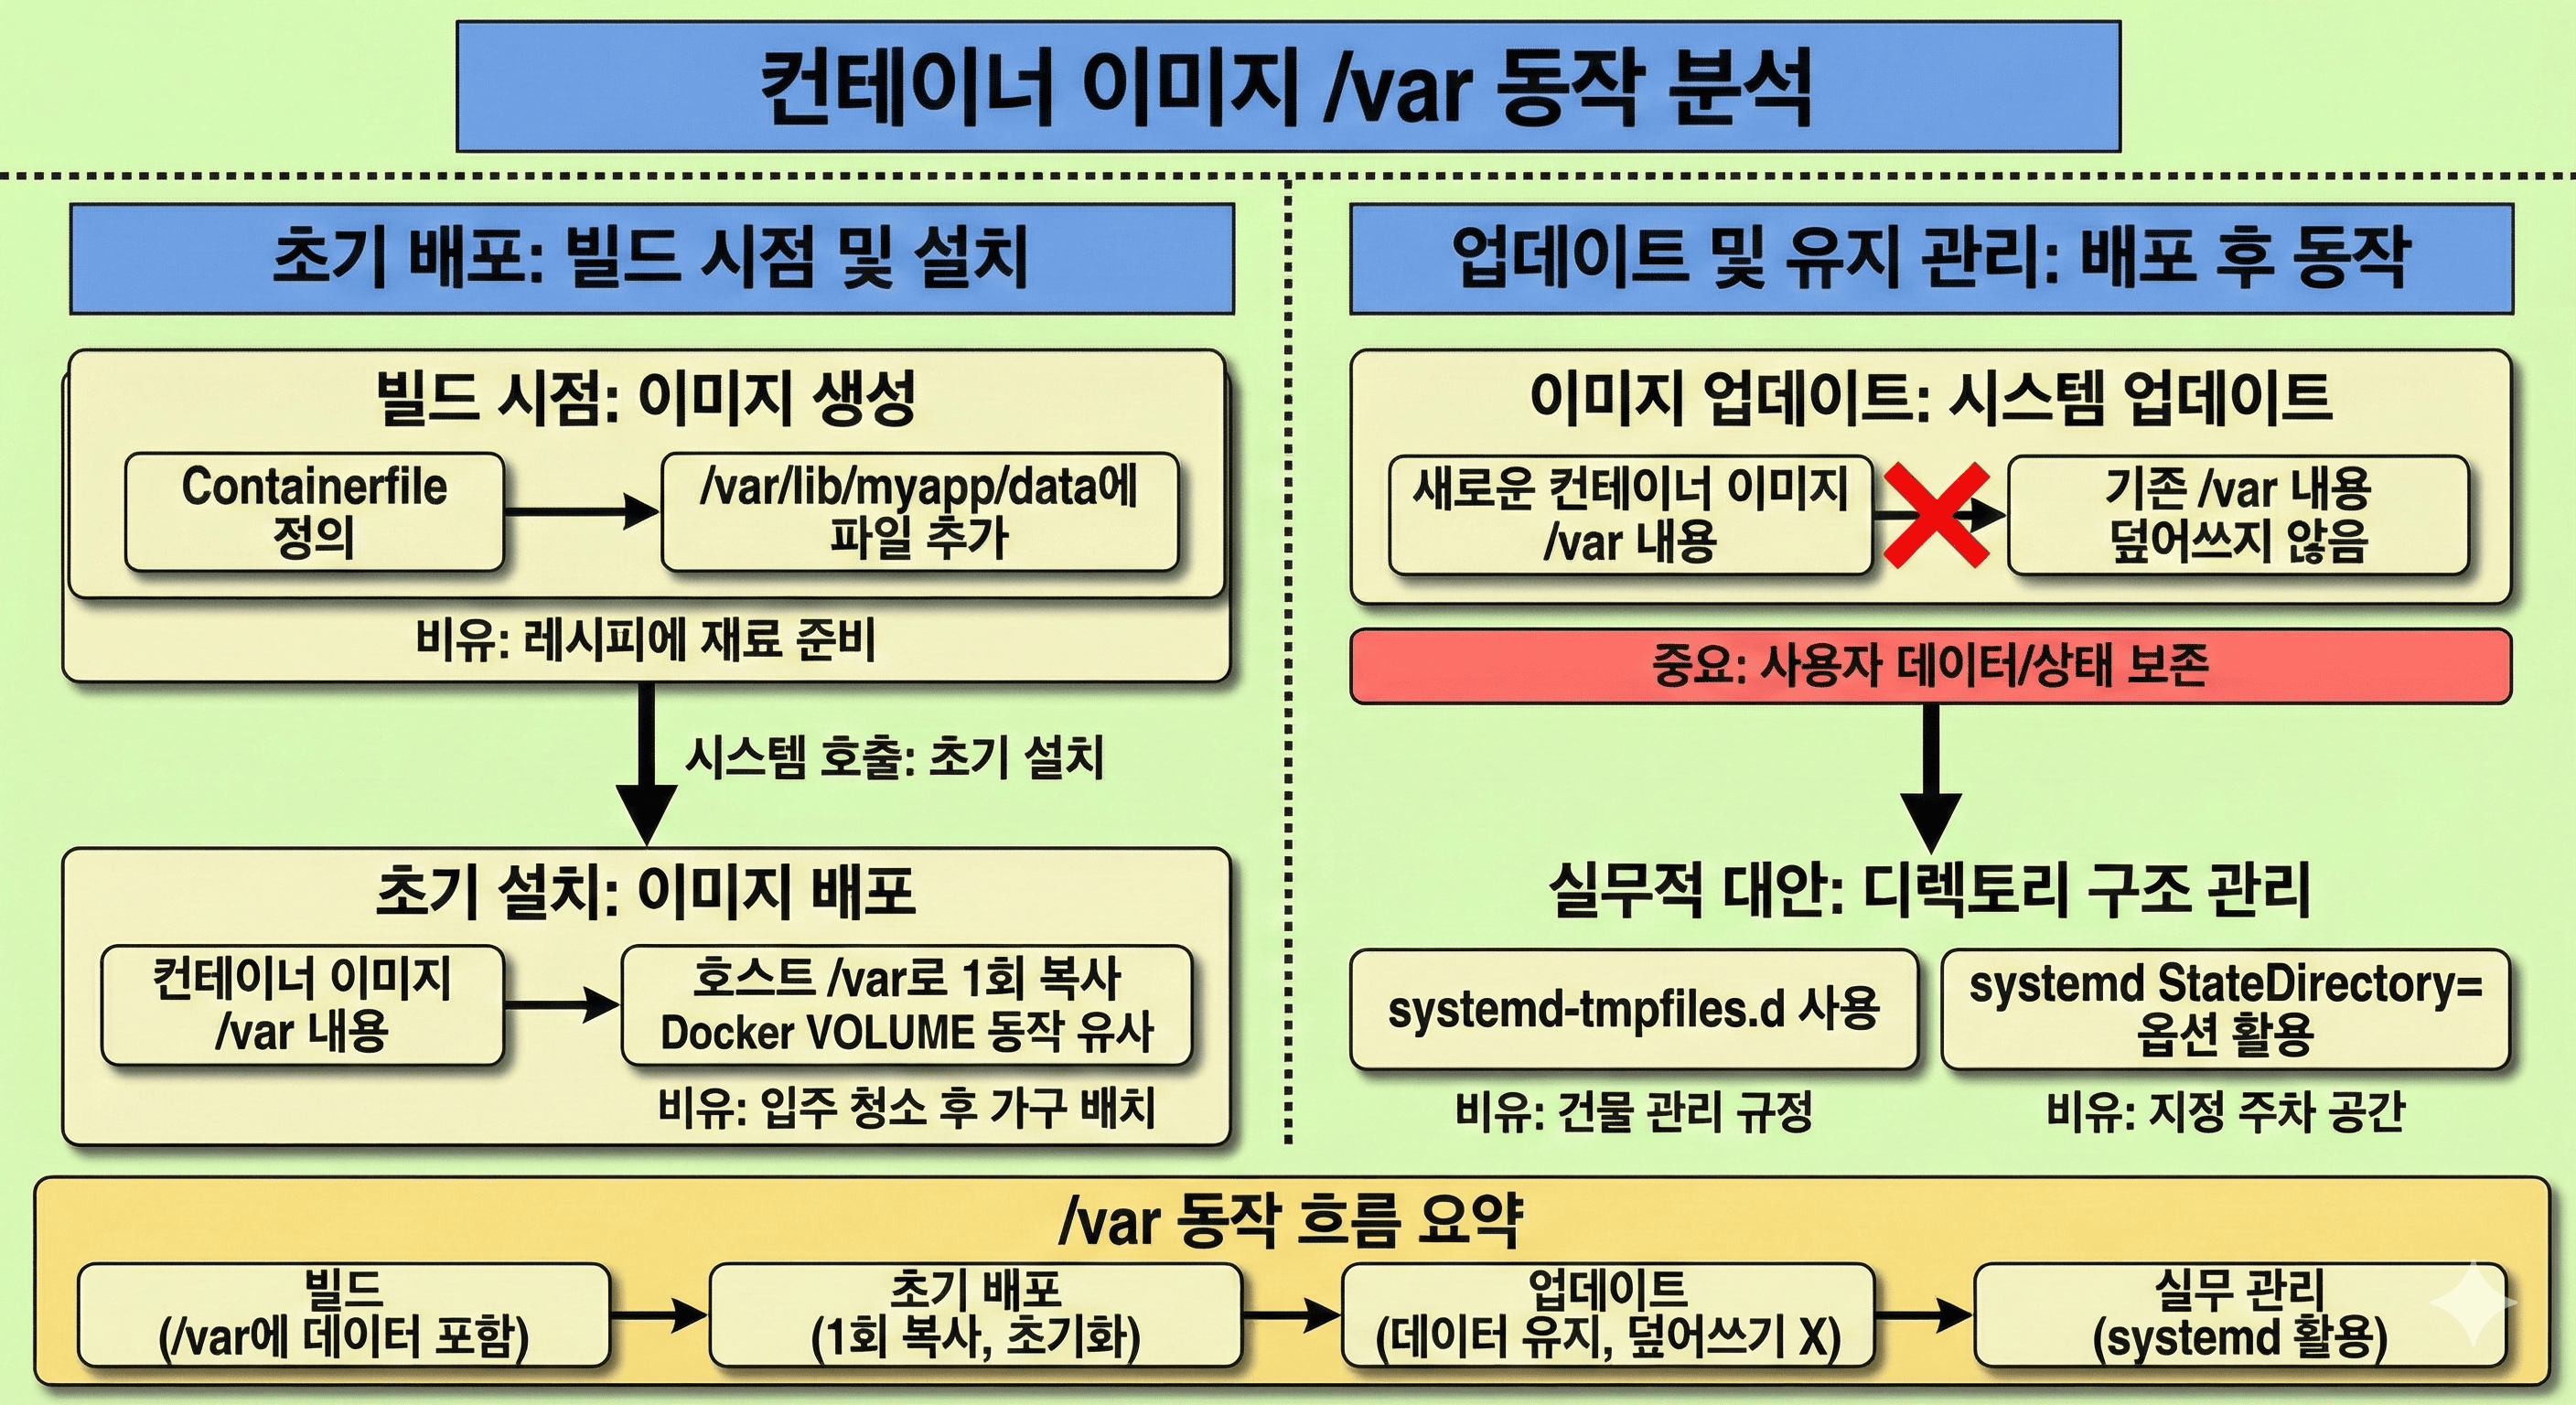 컨테이너 이미지 /var 동작 분석
초기 배포: 빌드 시점 및 설치
빌드 시점: 이미지 생성
Containerfile
정의
/var/lib/myapp/data에
파일 추가
비유: 레시피에 재료 준비
시스템 호출: 초기 설치
초기 설치: 이미지 배포
컨테이너 이미지
/var 내용
호스트 /var로 1회 복사
Docker VOLUME 동작 유사
비유: 입주 청소 후 가구 배치
업데이트 및 유지 관리: 배포 후 동작
이미지 업데이트: 시스템 업데이트
새로운 컨테이너 이미지
/var 내용
기존 /var 내용
덮어쓰지 않음
중요: 사용자 데이터/상태 보존
실무적 대안: 디렉토리 구조 관리
systemd-tmpfiles.d 사용
비유: 건물 관리 규정
systemd StateDirectory=
옵션 활용
비유: 지정 주차 공간
/var 동작 흐름 요약
빌드
(/var에 데이터 포함)
초기 배포
(1회 복사, 초기화)
업데이트
(데이터 유지, 덮어쓰기 X)
실무 관리
(systemd 활용)